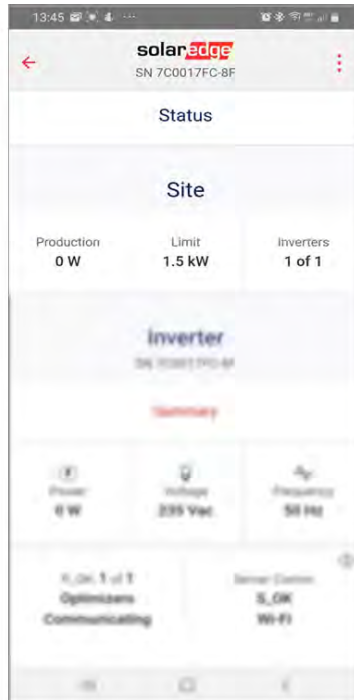 13:45
solaredge
SN 7C0017FC-8F
Status
Site
Production Limit Inverters
0 W 1.5 kW 1 of 1
Inverter
Summary
Power Voltage Frequency
0 W 235 Vac 50 Hz
1 of 1
Optimizers S_OK
Communicating Wi-Fi